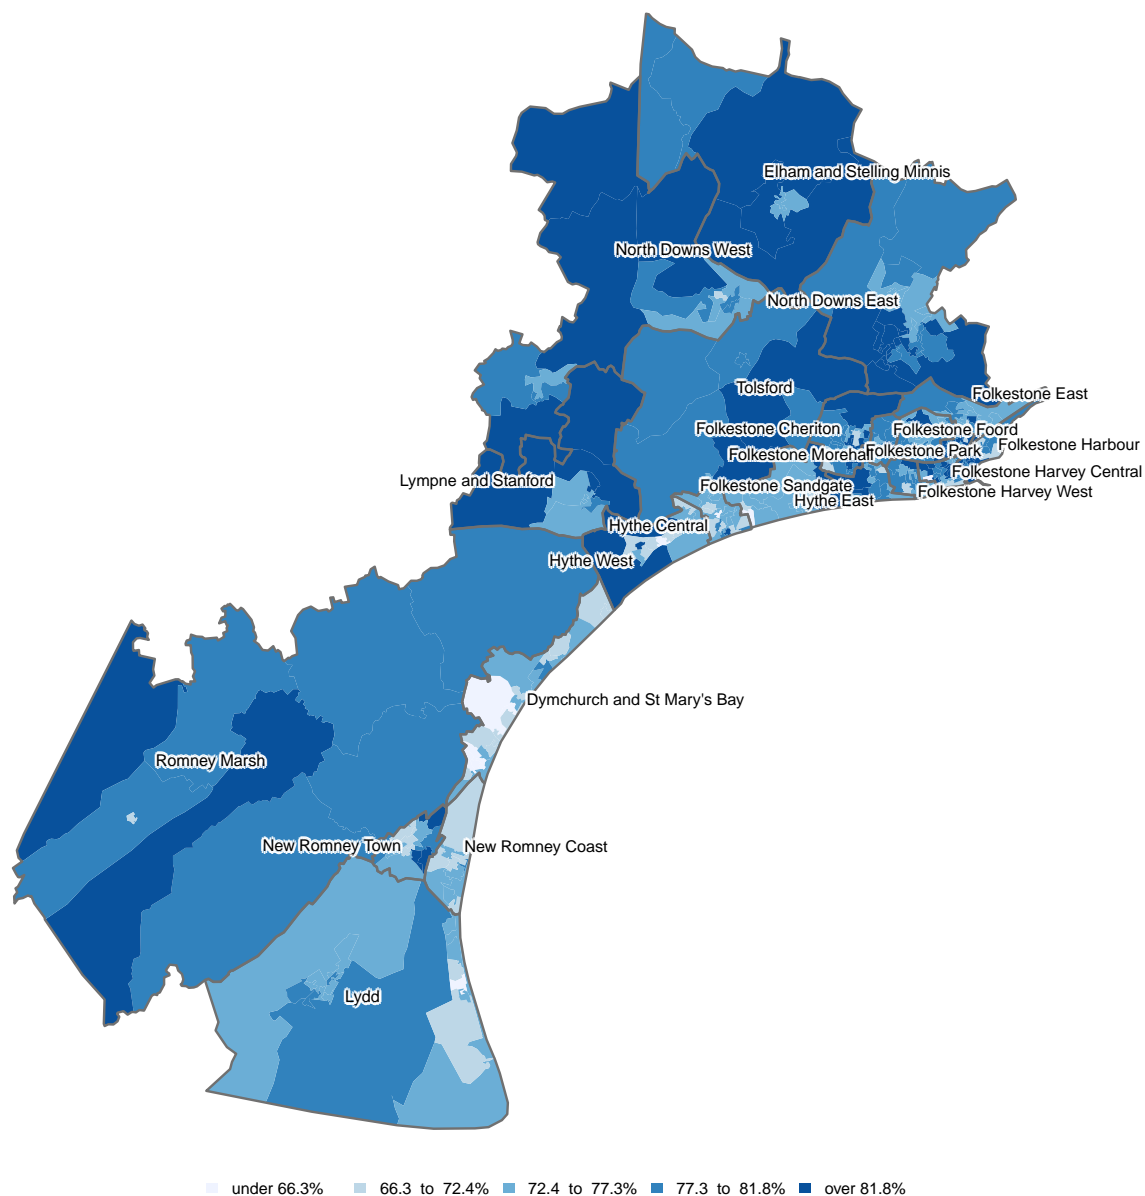 Elham and Stelling Minnis
North Downs West
North Downs East
Tolsford
Folkestone East
Folkestone Cheriton
Folkestone Foord
Folkestone Harbour
Folkestone Morehall
Folkestone Park
Folkestone Harvey Central
Lympne and Stanford
Folkestone Sandgate
Folkestone Harvey West
Hythe East
Hythe Central
Hythe West
Dymchurch and St Mary's Bay
Romney Marsh
New Romney Town
New Romney Coast
Lydd
under 66.3% 66.3 to 72.4% 72.4 to 77.3% 77.3 to 81.8% over 81.8%